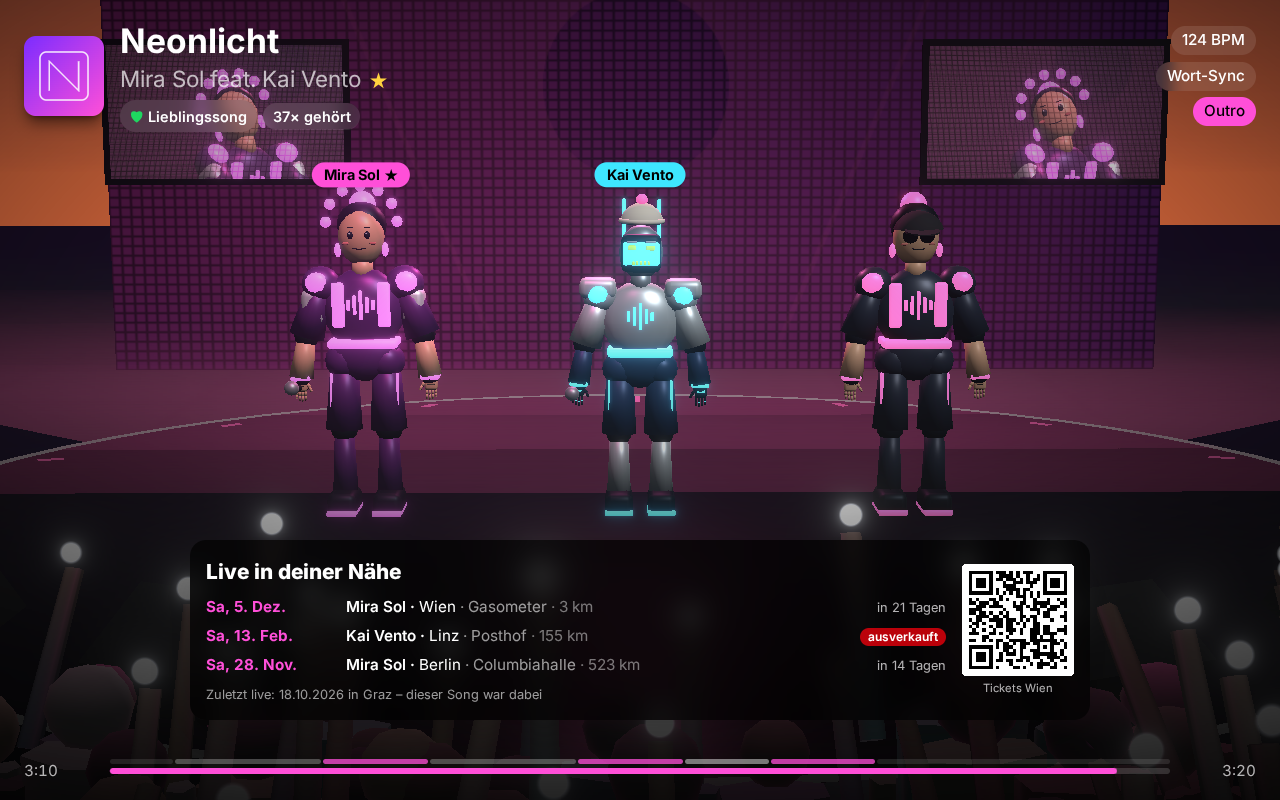 N
Neonlicht
Mira Sol feat. Kai Vento ★
Lieblingssong
37× gehört
124 BPM
Wort-Sync
Outro
Mira Sol ★
Kai Vento
Live in deiner Nähe
Sa, 5. Dez. Mira Sol · Wien · Gasometer · 3 km in 21 Tagen
Sa, 13. Feb. Kai Vento · Linz · Posthof · 155 km ausverkauft
Sa, 28. Nov. Mira Sol · Berlin · Columbiahalle · 523 km in 14 Tagen
Zuletzt live: 18.10.2026 in Graz – dieser Song war dabei
Tickets Wien
3:10
3:20